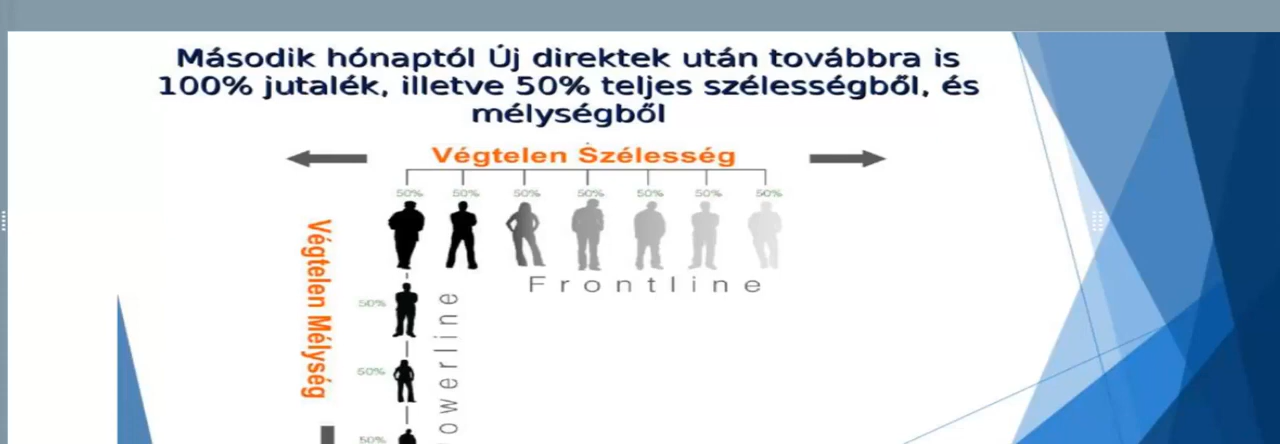 Második hónaptól Új direktek után továbbra is
100% jutalék, illetve 50% teljes szélességből, és
mélységből
Végtelen Szélesség
50% 50% 50% 50% 50% 50% 50%
Frontline
Végtelen Mélység
50%
50%
50%
owerline